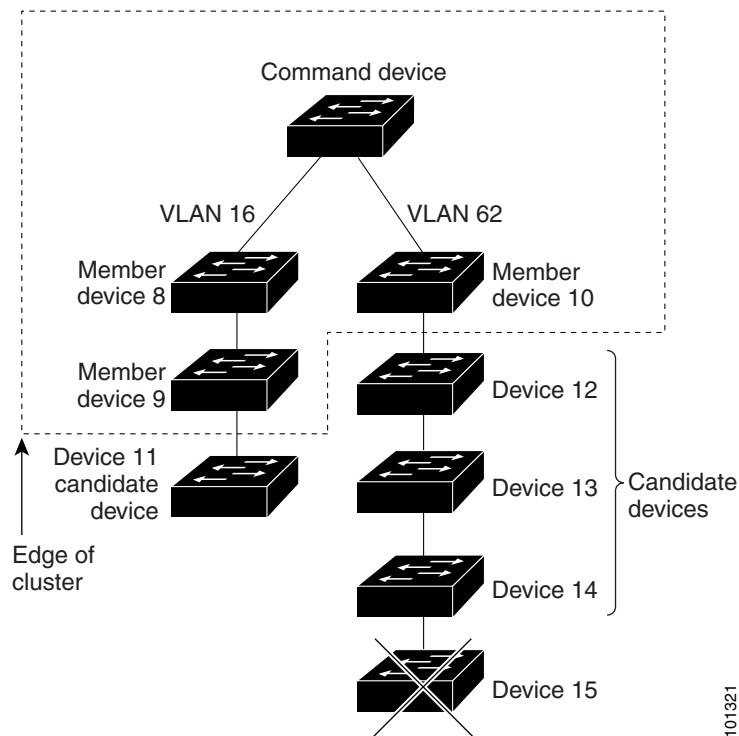 Command device
VLAN 16
VLAN 62
Member
device 8
Member
device 10
Member
device 9
Device 12
Device 11
candidate
device
Device 13
Candidate
devices
Edge of
cluster
Device 14
Device 15
101321